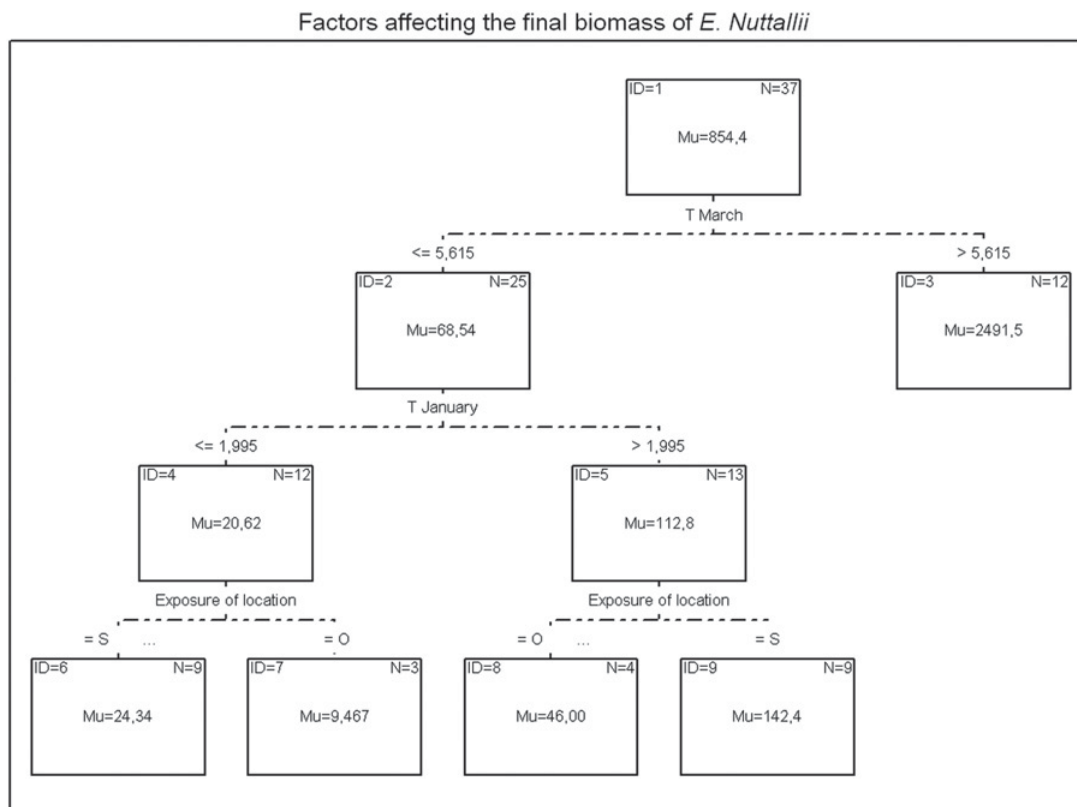 Factors affecting the final biomass of E. Nuttallii
ID=1 N=37
Mu=854,4
T March
<= 5,615 > 5,615
ID=2 N=25 ID=3 N=12
Mu=68,54 Mu=2491,5
T January
<= 1,995 > 1,995
ID=4 N=12 ID=5 N=13
Mu=20,62 Mu=112,8
Exposure of location Exposure of location
= S ... = O = O ... = S
ID=6 N=9 ID=7 N=3 ID=8 N=4 ID=9 N=9
Mu=24,34 Mu=9,467 Mu=46,00 Mu=142,4